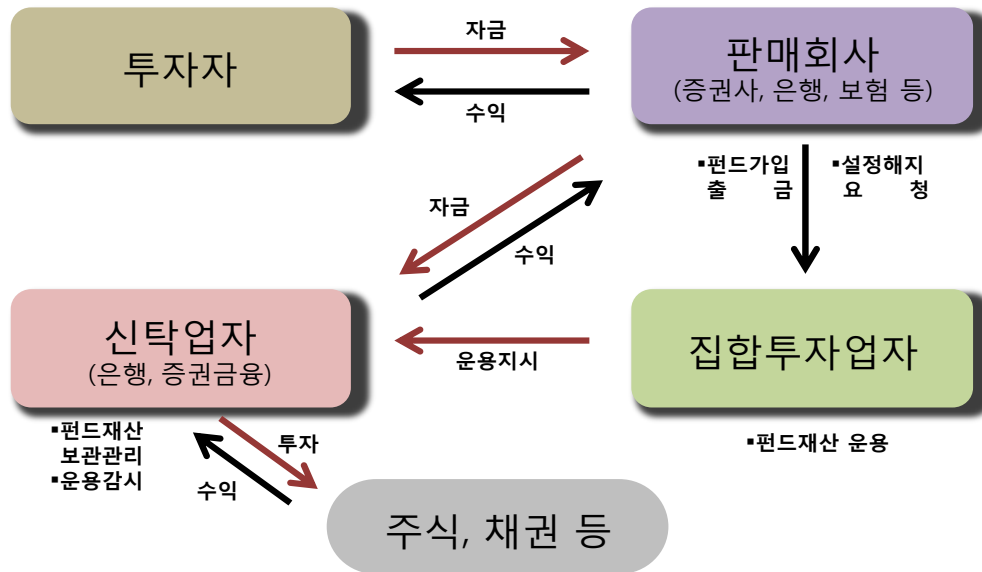 투자자
자금
수익
판매회사
(증권사, 은행, 보험 등)
▪펀드가입
출 금
▪설정해지
요 청
자금
수익
신탁업자
(은행, 증권금융)
운용지시
집합투자업자
▪펀드재산
보관관리
▪운용감시
투자
수익
▪펀드재산 운용
주식, 채권 등